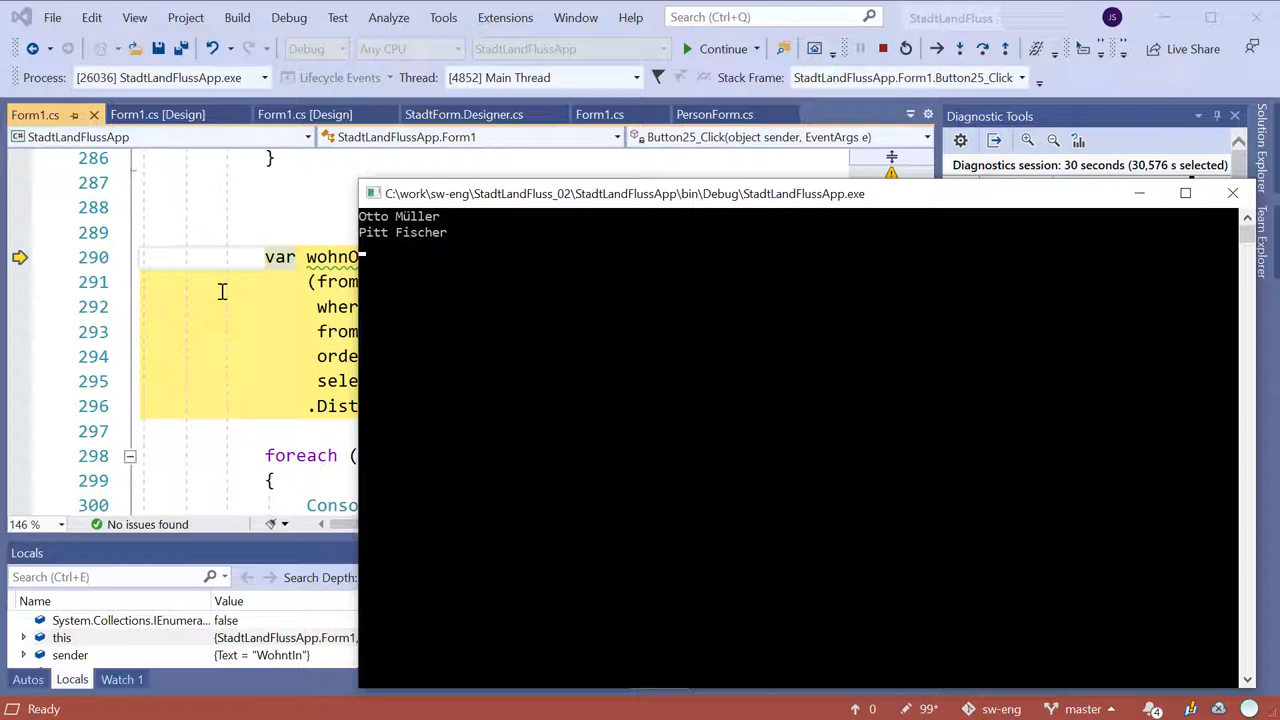 File Edit View Project Build Debug Test Analyze Tools Extensions Window Help Search (Ctrl+Q) StadtLandFluss JS
Debug Any CPU StadtLandFlussApp Continue Live Share
Process: [26036] StadtLandFlussApp.exe Lifecycle Events Thread: [4852] Main Thread Stack Frame: StadtLandFlussApp.Form1.Button25_Click
Form1.cs Form1.cs [Design] Form1.cs [Design] StadtForm.Designer.cs Form1.cs PersonForm.cs Diagnostic Tools
StadtLandFlussApp StadtLandFlussApp.Form1 Button25_Click(object sender, EventArgs e)
Diagnostics session: 30 seconds (30,576 s selected)
Solution Explorer
Team Explorer
286 }
287
288
289
290 var wohnO
291 (from
292 wher
293 from
294 orde
295 sele
296 .Dist
297
298 foreach (
299 {
300 Conso
C:\work\sw-eng\StadtLandFluss_02\StadtLandFlussApp\bin\Debug\StadtLandFlussApp.exe
Otto Müller
Pitt Fischer
146 % No issues found
Locals
Search (Ctrl+E) Search Depth:
Name Value
System.Collections.IEnumera... false
this {StadtLandFlussApp.Form1,
sender {Text = "WohntIn"}
Autos Locals Watch 1
Ready 0 99* sw-eng master 4